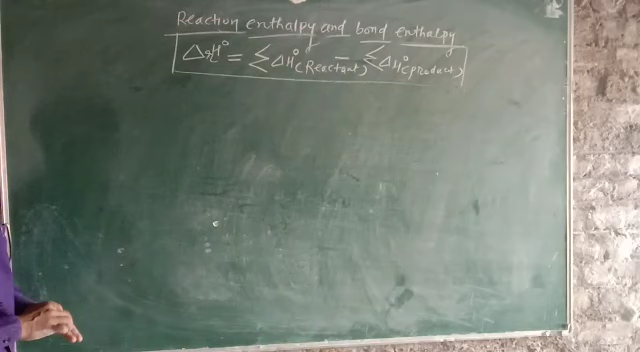 Reaction enthalpy and bond enthalpy
ΔrH° = ΣΔH°(Reactant) - ΣΔH°(product)